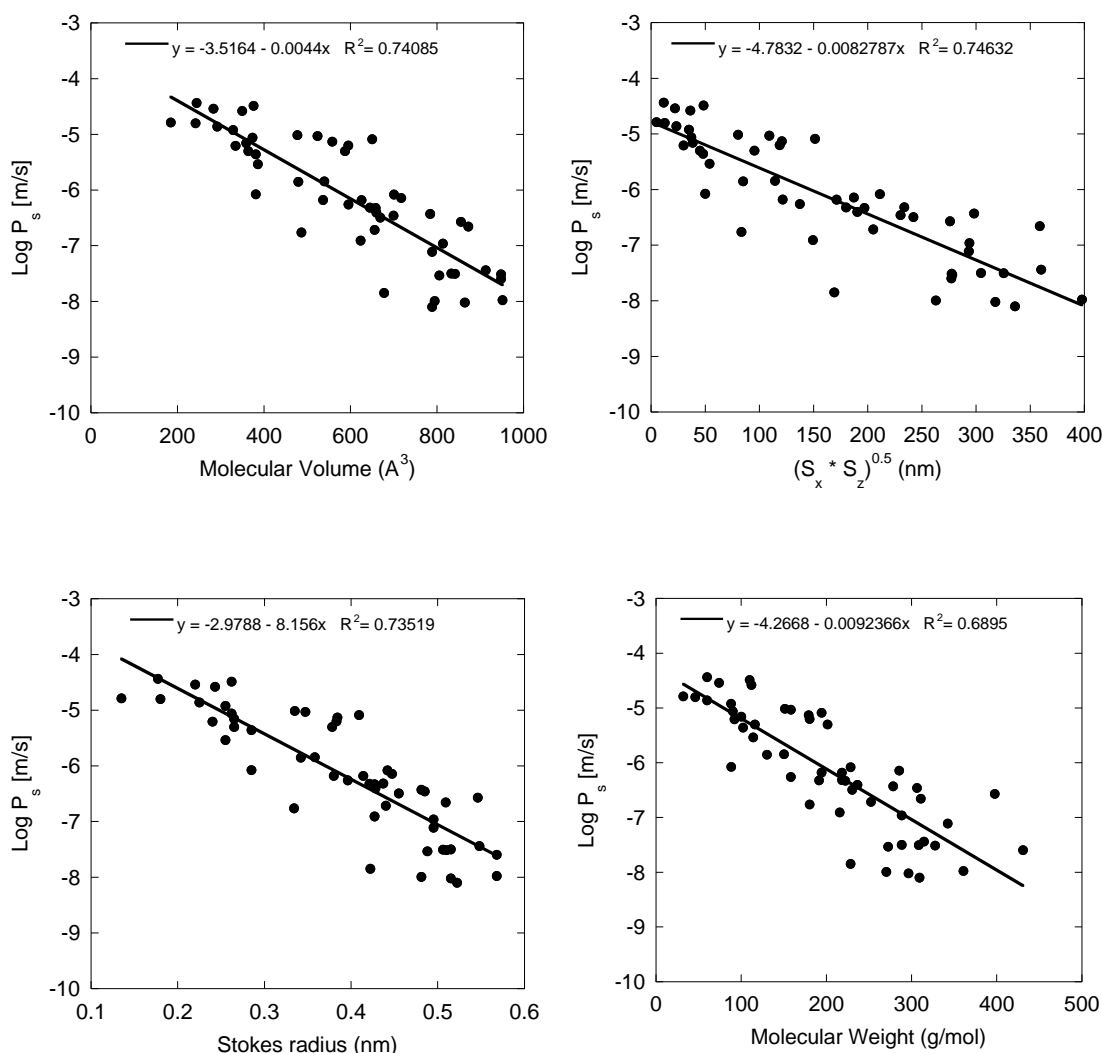 -3
y = -3.5164 - 0.0044x R²= 0.74085
-4
-5
-6
-7
-8
-9
-10
Log P_s [m/s]
0 200 400 600 800 1000
Molecular Volume (A³)
-3
y = -4.7832 - 0.0082787x R²= 0.74632
-4
-5
-6
-7
-8
-9
-10
Log P_s [m/s]
0 50 100 150 200 250 300 350 400
(S_x * S_z)^0.5 (nm)
-3
y = -2.9788 - 8.156x R²= 0.73519
-4
-5
-6
-7
-8
-9
-10
Log P_s [m/s]
0.1 0.2 0.3 0.4 0.5 0.6
Stokes radius (nm)
-3
y = -4.2668 - 0.0092366x R²= 0.6895
-4
-5
-6
-7
-8
-9
-10
Log P_s [m/s]
0 100 200 300 400 500
Molecular Weight (g/mol)